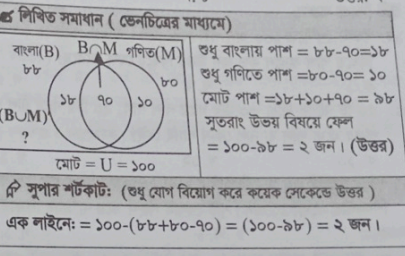 লিখিত সমাধান ( ভেনচিত্রের মাধ্যমে)
বাংলা(B) B∩M গণিত(M)
৮৮
৮০
১৮ ৭০ ১০
(B∪M)
?
মোট = U = ১০০
শুধু বাংলায় পাশ = ৮৮-৭০=১৮
শুধু গণিতে পাশ =৮০-৭০= ১০
মোট পাশ =১৮+১০+৭০ = ৯৮
সুতরাং উভয় বিষয়ে ফেল
= ১০০-৯৮ = ২ জন। (উত্তর)
সুপার শর্টকাট: (শুধু যোগ বিয়োগ করে কয়েক সেকেন্ডে উত্তর )
এক লাইনে: = ১০০-(৮৮+৮০-৭০) = (১০০-৯৮) = ২ জন।